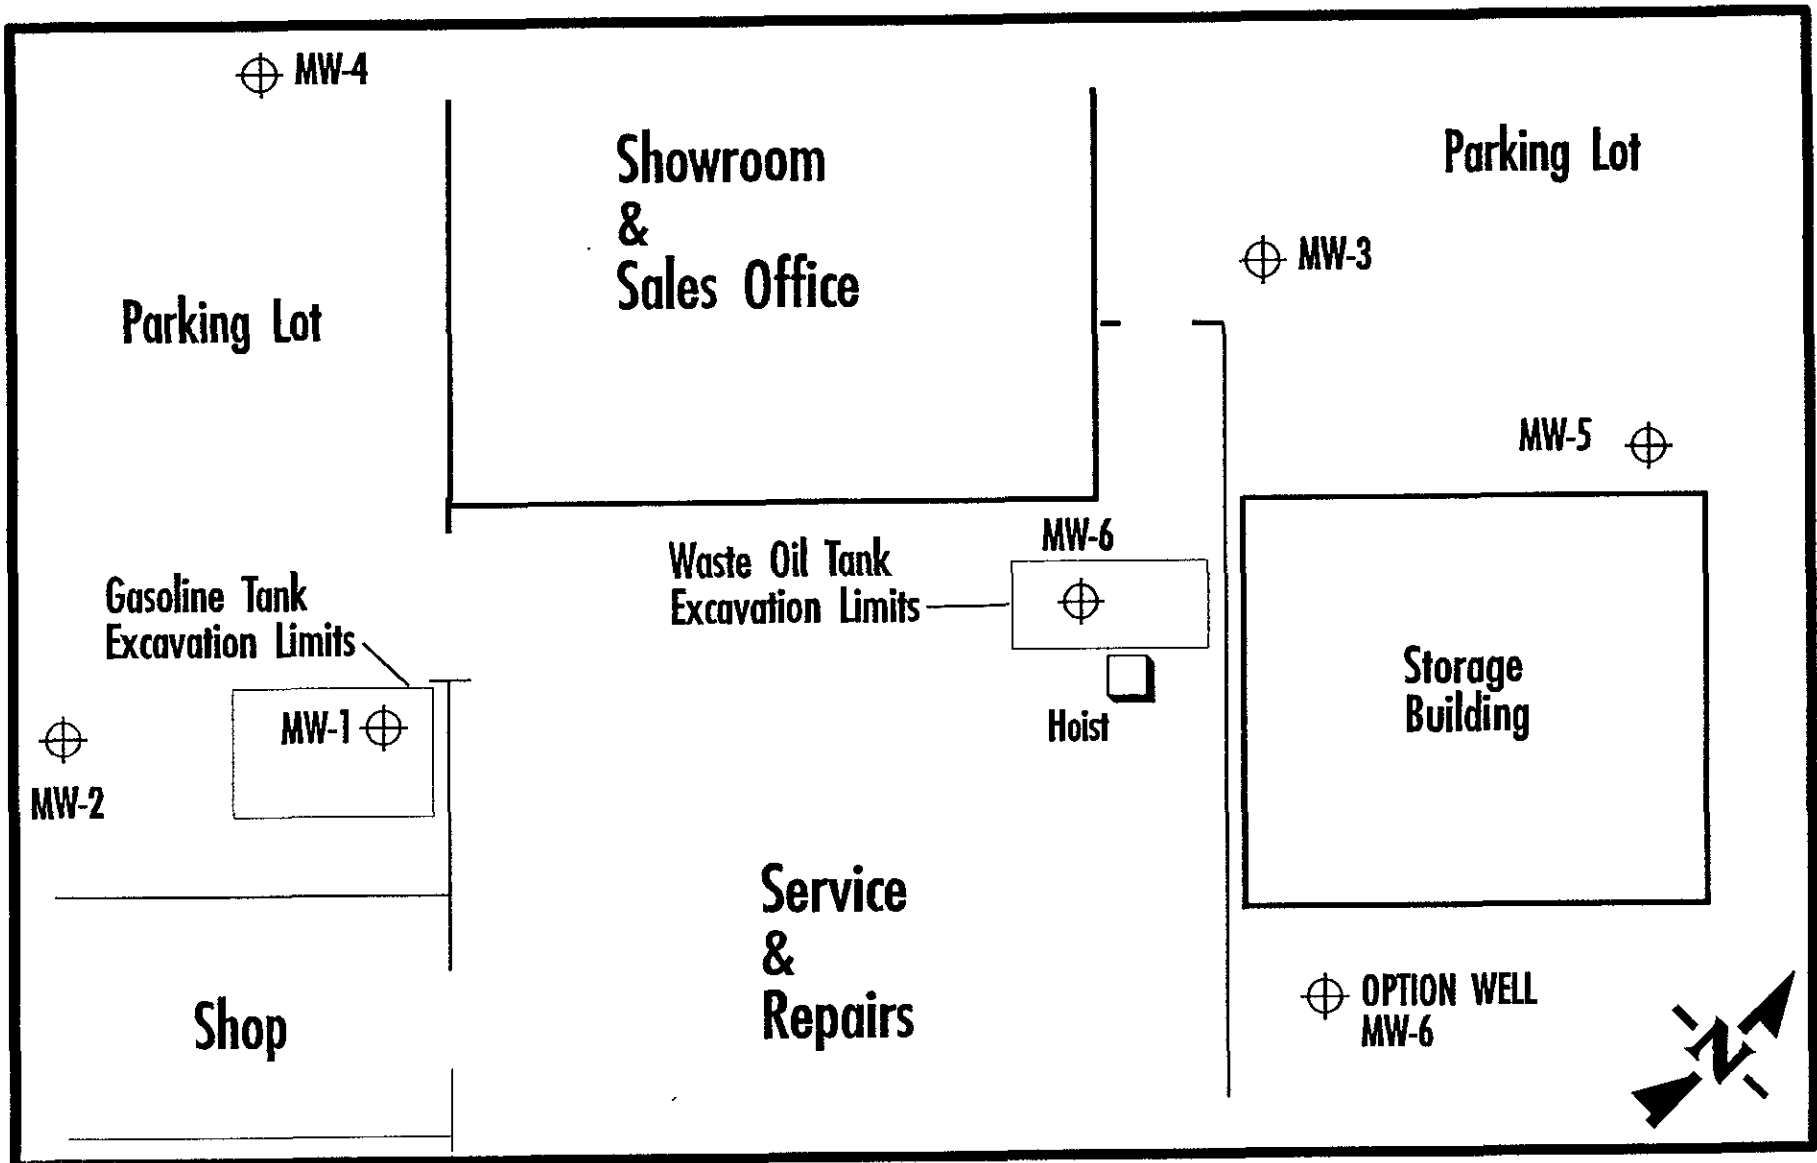 MW-4
Showroom
&
Sales Office
Parking Lot
MW-3
Parking Lot
MW-5
MW-6
Waste Oil Tank
Excavation Limits
Gasoline Tank
Excavation Limits
MW-1
MW-2
Hoist
Storage
Building
Service
&
Repairs
Shop
OPTION WELL
MW-6
N